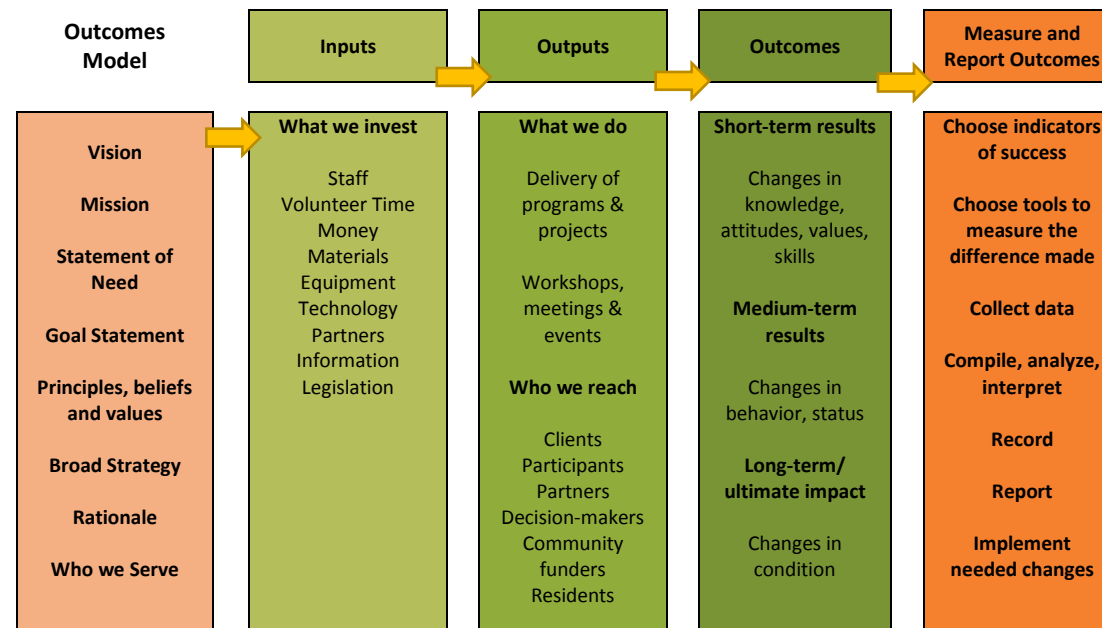 Outcomes
Model
Inputs
Outputs
Outcomes
Measure and
Report Outcomes
Vision
Mission
Statement of
Need
Goal Statement
Principles, beliefs
and values
Broad Strategy
Rationale
Who we Serve
What we invest
Staff
Volunteer Time
Money
Materials
Equipment
Technology
Partners
Information
Legislation
What we do
Delivery of
programs &
projects
Workshops,
meetings &
events
Who we reach
Clients
Participants
Partners
Decision-makers
Community
funders
Residents
Short-term results
Changes in
knowledge,
attitudes, values,
skills
Medium-term
results
Changes in
behavior, status
Long-term/
ultimate impact
Changes in
condition
Choose indicators
of success
Choose tools to
measure the
difference made
Collect data
Compile, analyze,
interpret
Record
Report
Implement
needed changes